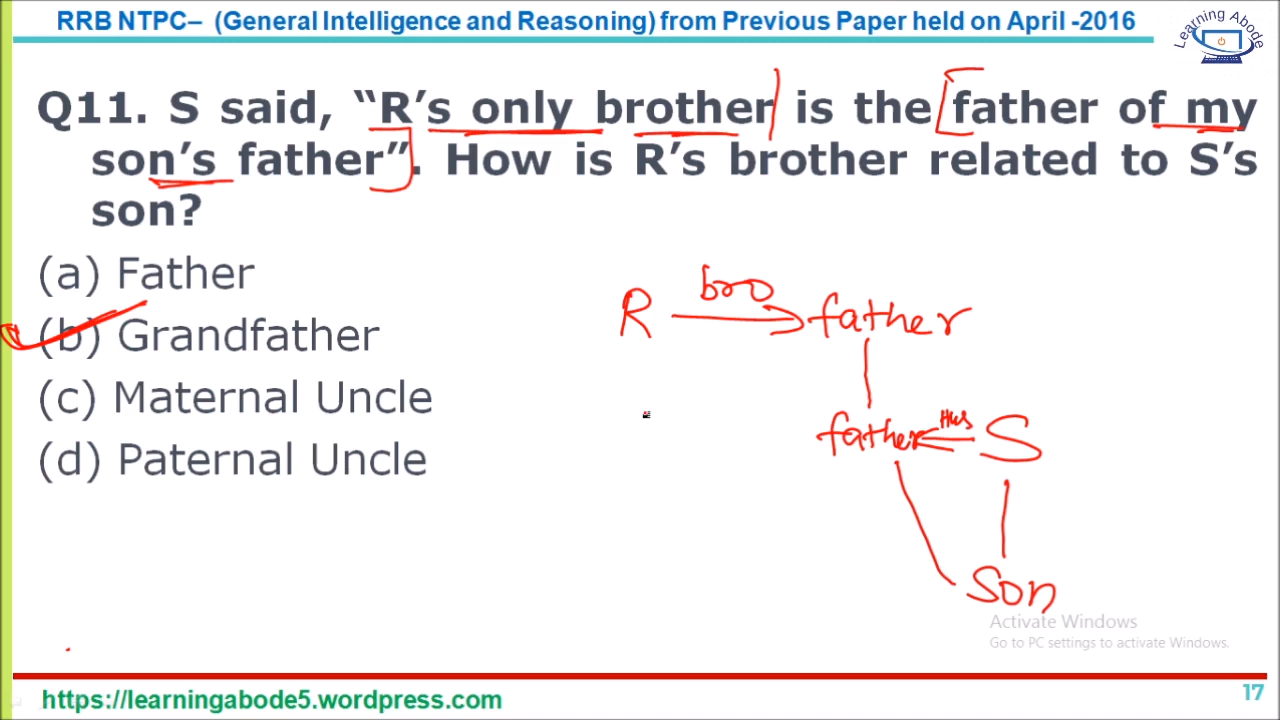 RRB NTPC– (General Intelligence and Reasoning) from Previous Paper held on April -2016
Learning Abode
Q11. S said, “R’s only brother is the father of my
son’s father”. How is R’s brother related to S’s
son?
(a) Father
(b) Grandfather
(c) Maternal Uncle
(d) Paternal Uncle
bro
R father
Hus
father S
son
Activate Windows
Go to PC settings to activate Windows.
https://learningabode5.wordpress.com
17